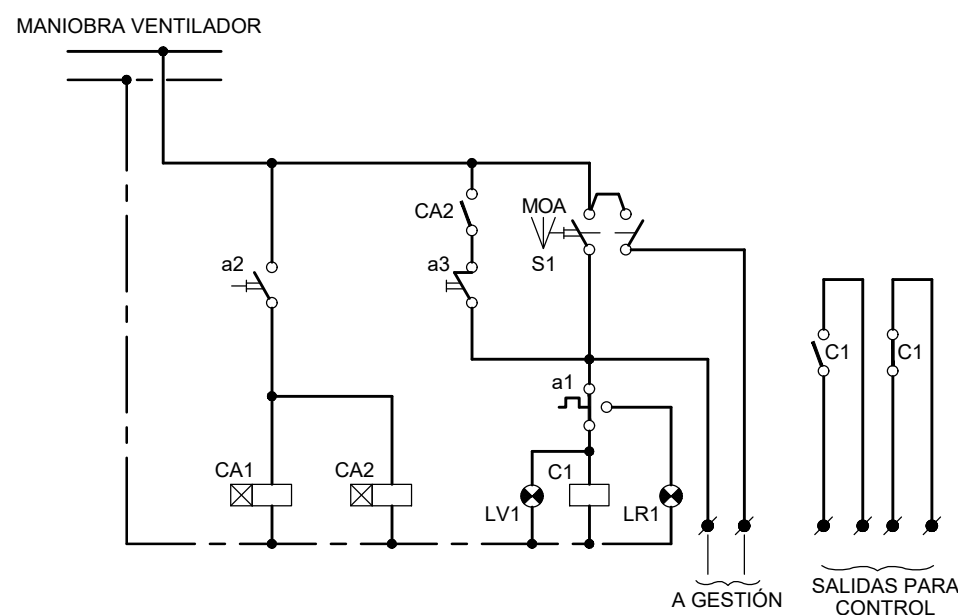 MANIOBRA VENTILADOR
CA2
MOA
S1
a2
a3
C1
C1
a1
CA1
CA2
C1
LV1
LR1
A GESTIÓN
SALIDAS PARA
CONTROL